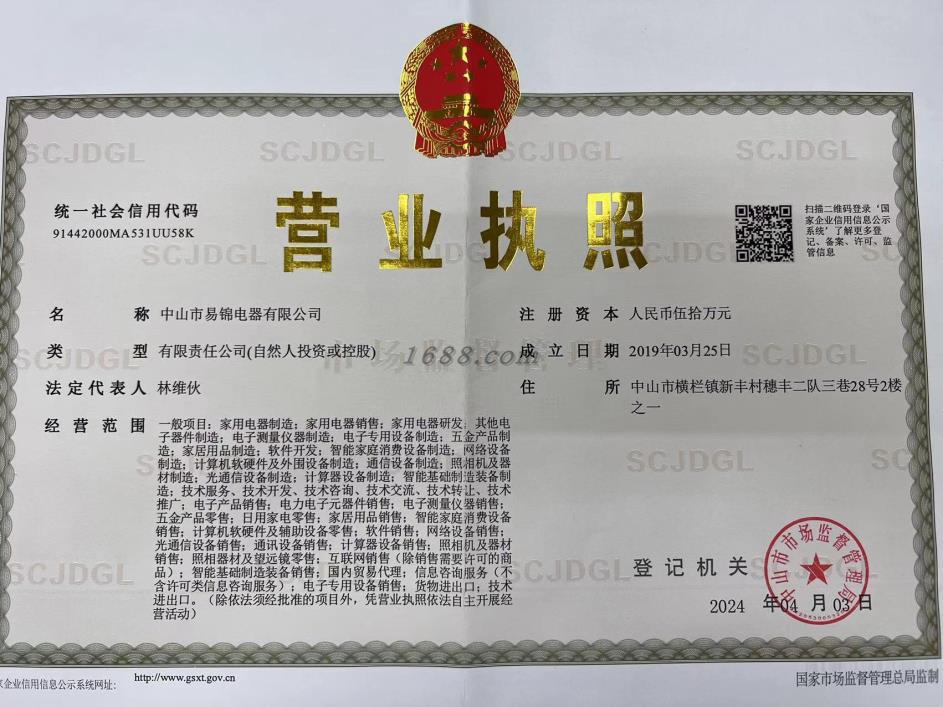 SCJDGL SCJDGL SCJDGL SCJDGL
统一社会信用代码
91442000MA531UU58K
营业执照
扫描二维码登录‘国
家企业信用信息公示
系统’了解更多登
记、备案、许可、监
管信息
名 称 中山市易锦电器有限公司
类 型 有限责任公司(自然人投资或控股)
法定代表人 林维伙
经营范围 一般项目：家用电器制造；家用电器销售；家用电器研发；其他电
子器件制造；电子测量仪器制造；电子专用设备制造；五金产品制
造；家居用品制造；软件开发；智能家庭消费设备制造；网络设备
制造；计算机软硬件及外围设备制造；通信设备制造；照相机及器
材制造；光通信设备制造；计算器设备制造；智能基础制造装备制
造；技术服务、技术开发、技术咨询、技术交流、技术转让、技术
推广；电子产品销售；电力电子元器件销售；电子测量仪器销售；
五金产品零售；日用家电零售；家居用品销售；智能家庭消费设备
销售；计算机软硬件及辅助设备零售；软件销售；网络设备销售；
光通信设备销售；通讯设备销售；计算器设备销售；照相机及器材
销售；照相器材及望远镜零售；互联网销售（除销售需要许可的商
品）；智能基础制造装备销售；国内贸易代理；信息咨询服务（不
含许可类信息咨询服务）；电子专用设备销售；货物进出口；技术
进出口。（除依法须经批准的项目外，凭营业执照依法自主开展经
营活动）
注册资本 人民币伍拾万元
成立日期 2019年03月25日
住 所 中山市横栏镇新丰村穗丰二队三巷28号2楼
之一
1688.com
市场监督管理
SCJDGL
SCJDGL
登记机关
中山市市场监督管理局
2024 年04 月 03 日
家企业信用信息公示系统网址：
http://www.gsxt.gov.cn
国家市场监督管理总局监制